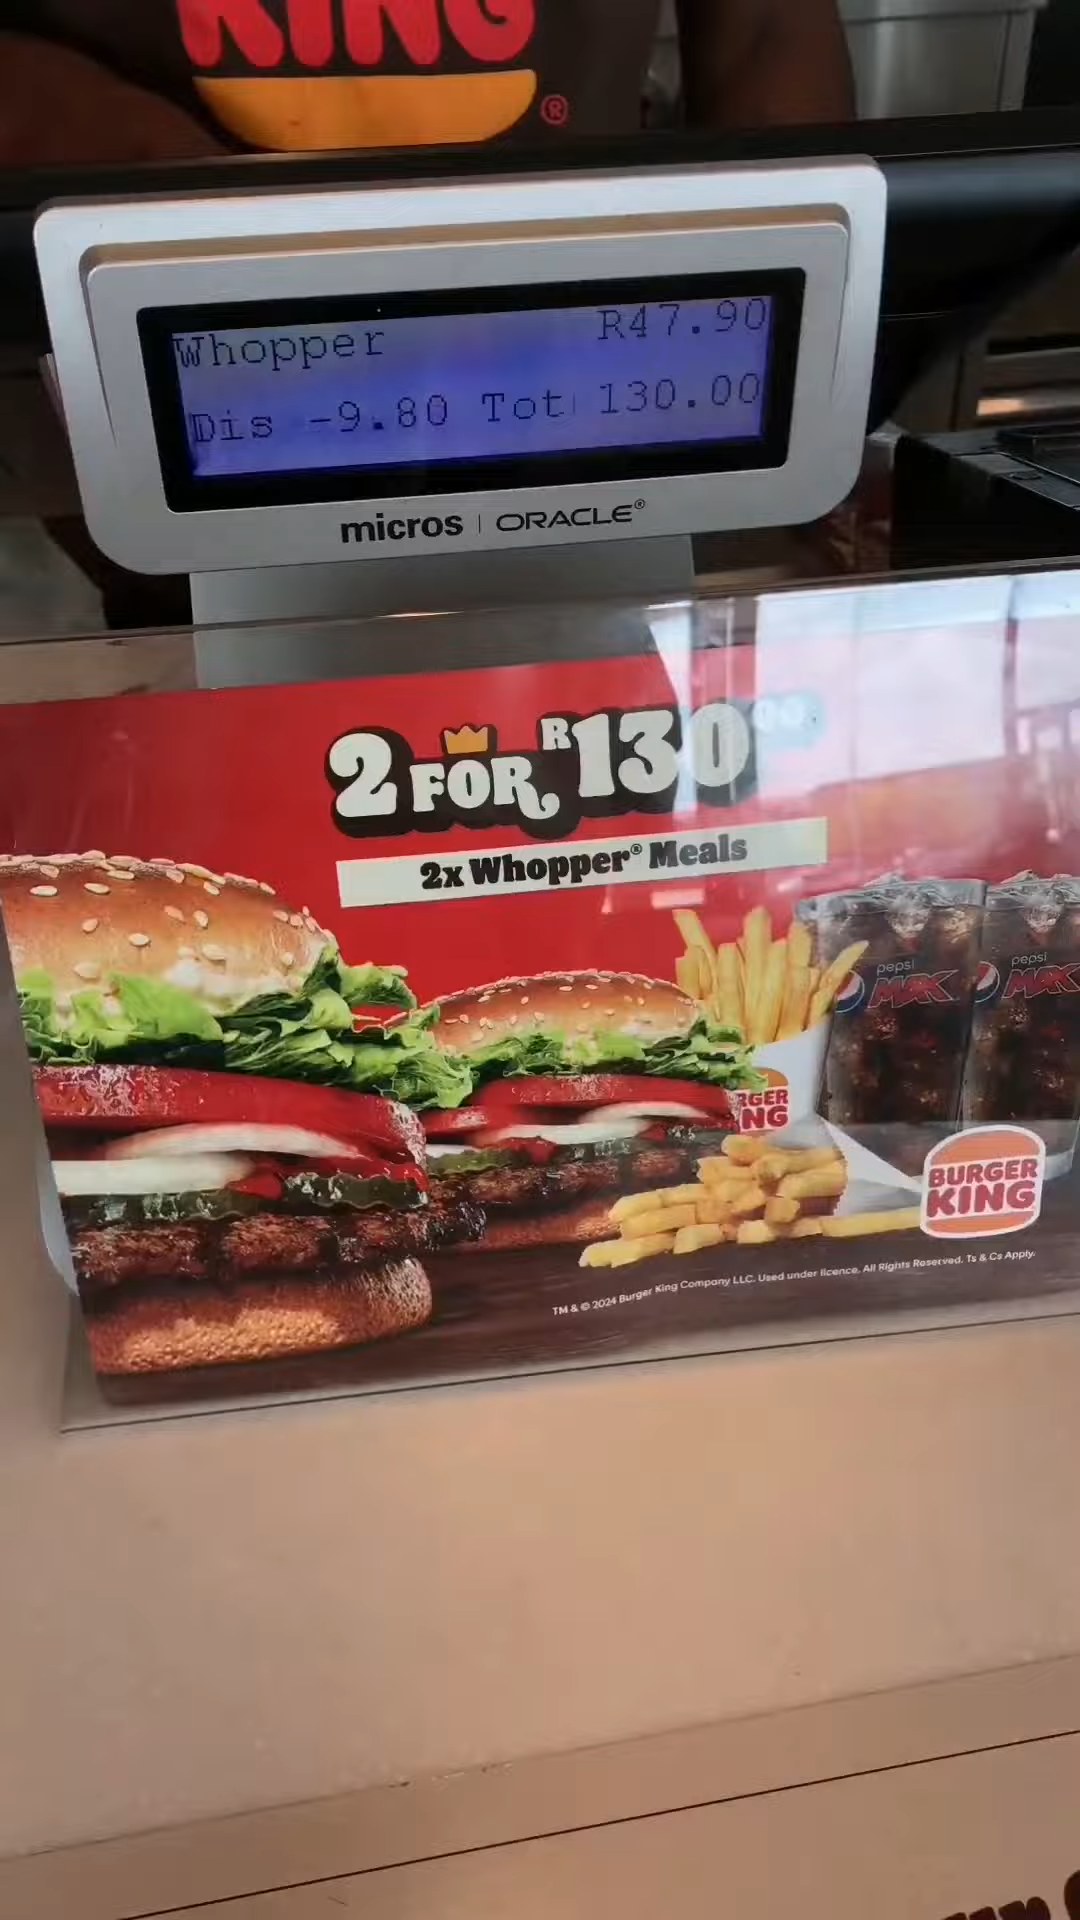 KING
®
Whopper R47.90
Dis -9.80 Tot 130.00
micros | ORACLE®
2 FOR R130 00
2x Whopper® Meals
pepsi MAX
pepsi MAX
BURGER
KING
TM & © 2024 Burger King Company LLC. Used under licence. All Rights Reserved. Ts & Cs Apply.